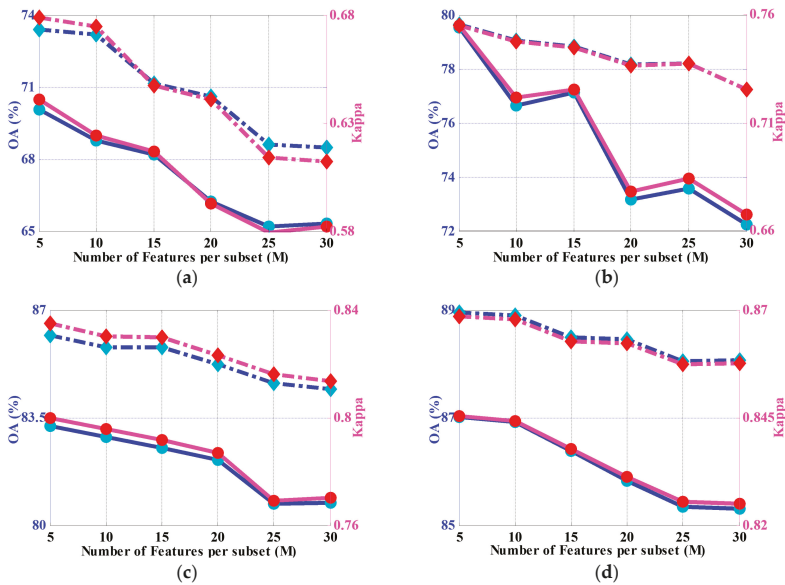 74
71
68
65
OA (%)
0.68
0.63
0.58
Kappa
5 10 15 20 25 30
Number of Features per subset (M)
(a)
80
79
77
76
74
73
72
OA (%)
0.76
0.71
0.66
Kappa
5 10 15 20 25 30
Number of Features per subset (M)
(b)
87
83.5
80
OA (%)
0.84
0.8
0.76
Kappa
5 10 15 20 25 30
Number of Features per subset (M)
(c)
89
87
85
OA (%)
0.87
0.845
0.82
Kappa
5 10 15 20 25 30
Number of Features per subset (M)
(d)